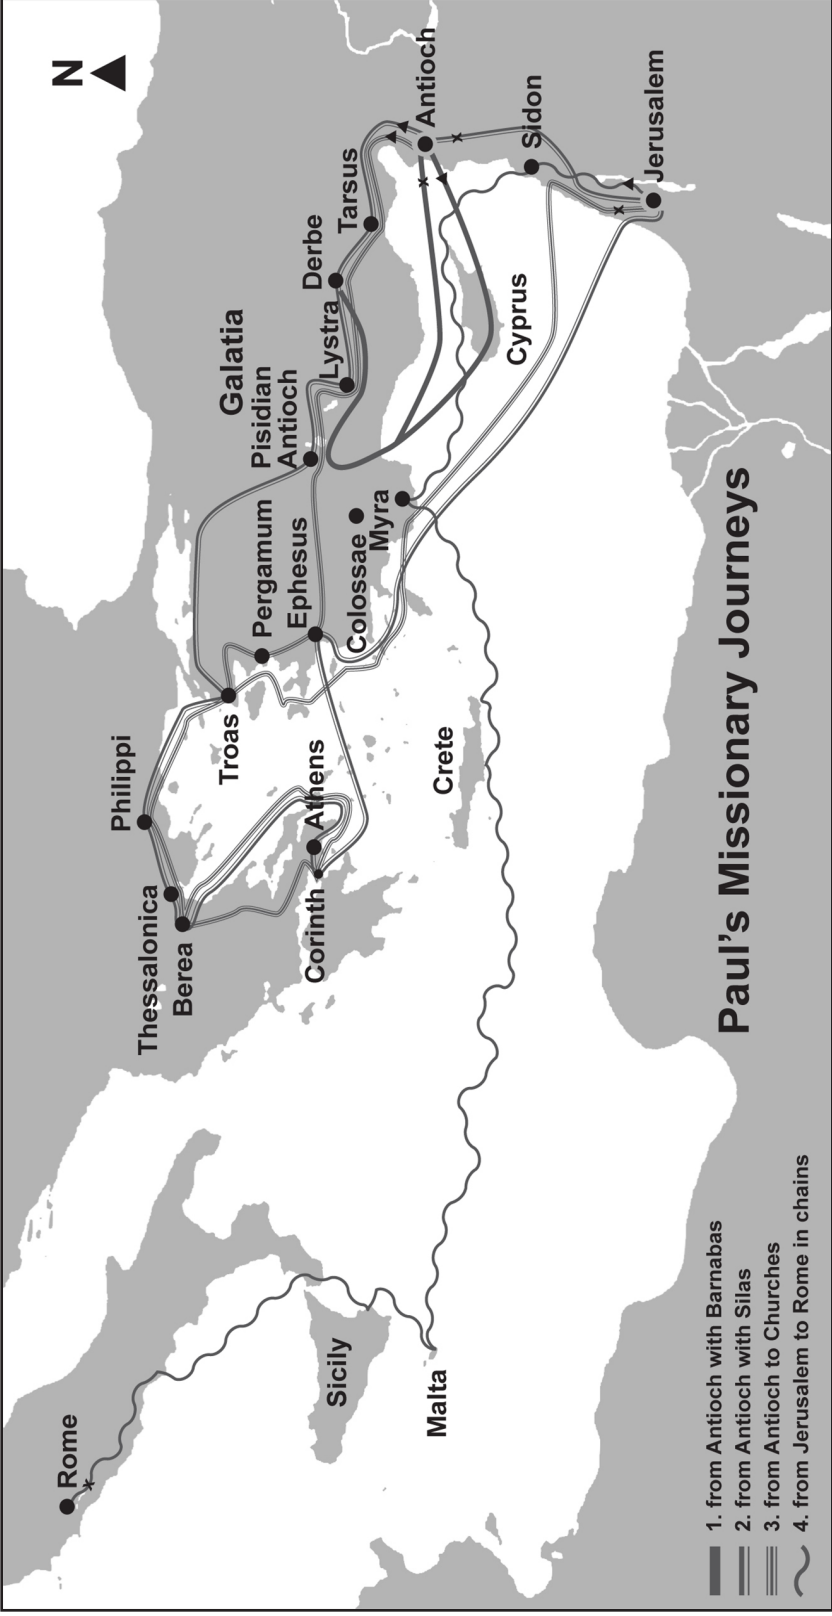 N
Rome
Sicily
Malta
Thessalonica
Berea
Philippi
Corinth
Athens
Troas
Crete
Pergamum
Ephesus
Colossae
Myra
Galatia
Pisidian
Antioch
Lystra
Derbe
Tarsus
Cyprus
Antioch
Sidon
Jerusalem
Paul's Missionary Journeys
1. from Antioch with Barnabas
2. from Antioch with Silas
3. from Antioch to Churches
4. from Jerusalem to Rome in chains